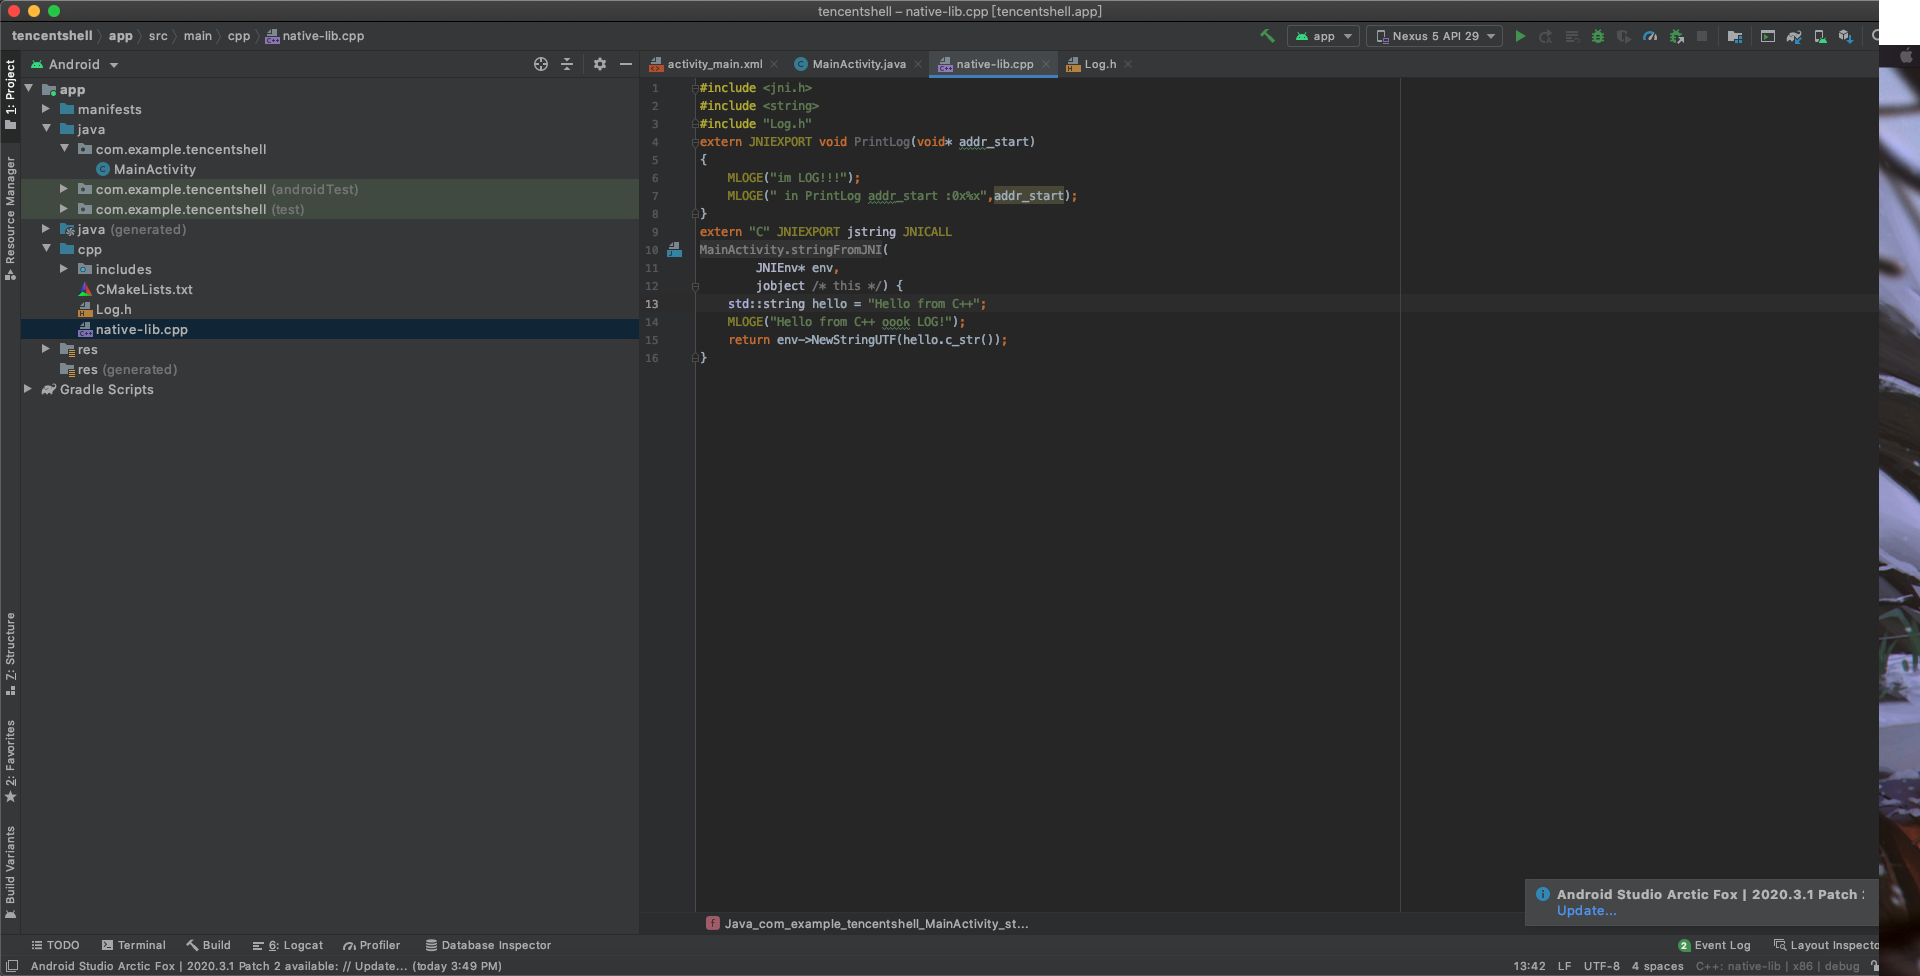 tencentshell – native-lib.cpp [tencentshell.app]
tencentshell app src main cpp native-lib.cpp
app Nexus 5 API 29
Android
activity_main.xml MainActivity.java native-lib.cpp Log.h
1: Project
Resource Manager
Z: Structure
2: Favorites
Build Variants
app
manifests
java
com.example.tencentshell
MainActivity
com.example.tencentshell (androidTest)
com.example.tencentshell (test)
java (generated)
cpp
includes
CMakeLists.txt
Log.h
native-lib.cpp
res
res (generated)
Gradle Scripts
1 #include <jni.h>
2 #include <string>
3 #include "Log.h"
4 extern JNIEXPORT void PrintLog(void* addr_start)
5 {
6 MLOGE("im LOG!!!");
7 MLOGE(" in PrintLog addr_start :0x%x",addr_start);
8 }
9 extern "C" JNIEXPORT jstring JNICALL
10 MainActivity.stringFromJNI(
11 JNIEnv* env,
12 jobject /* this */) {
13 std::string hello = "Hello from C++";
14 MLOGE("Hello from C++ oook LOG!");
15 return env->NewStringUTF(hello.c_str());
16 }
Android Studio Arctic Fox | 2020.3.1 Patch
Update...
Java_com_example_tencentshell_MainActivity_st...
TODO Terminal Build 6: Logcat Profiler Database Inspector
2 Event Log Layout Inspecto
Android Studio Arctic Fox | 2020.3.1 Patch 2 available: // Update... (today 3:49 PM)
13:42 LF UTF-8 4 spaces C++: native-lib | x86 | debug